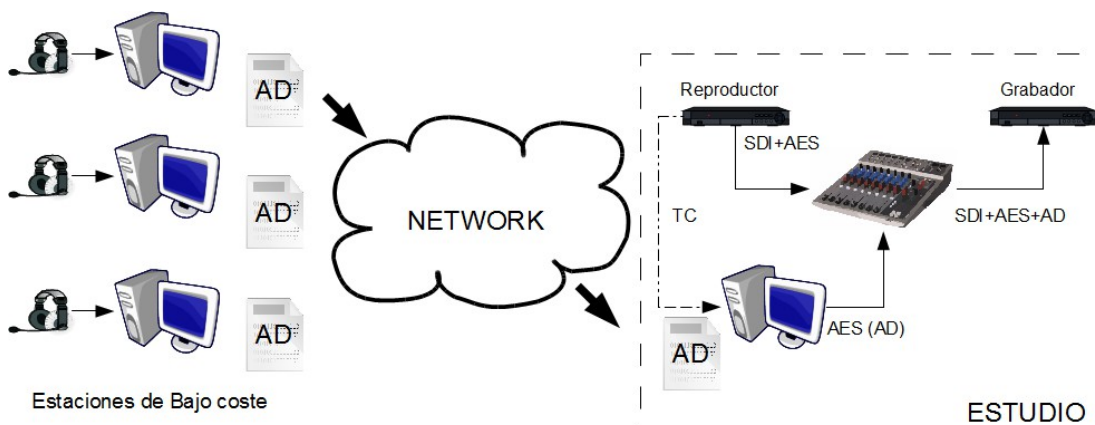 AD
AD
AD
Estaciones de Bajo coste
NETWORK
Reproductor
Grabador
SDI+AES
TC
SDI+AES+AD
AES (AD)
AD
ESTUDIO